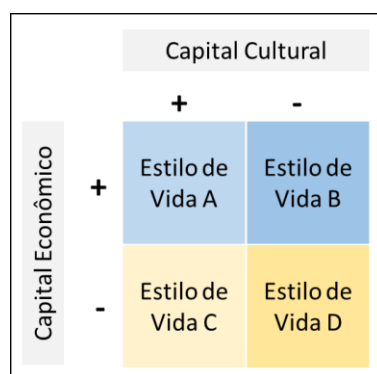 Capital Cultural
+
-
Capital Econômico
+
Estilo de
Vida A
Estilo de
Vida B
-
Estilo de
Vida C
Estilo de
Vida D